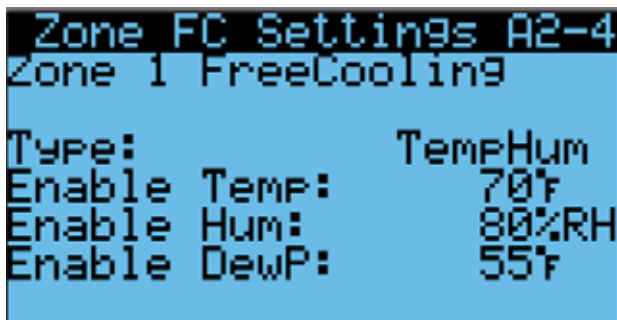 Zone FC Settings A2-4
Zone 1 FreeCooling
Type: TempHum
Enable Temp: 70°F
Enable Hum: 80%RH
Enable DewP: 55°F